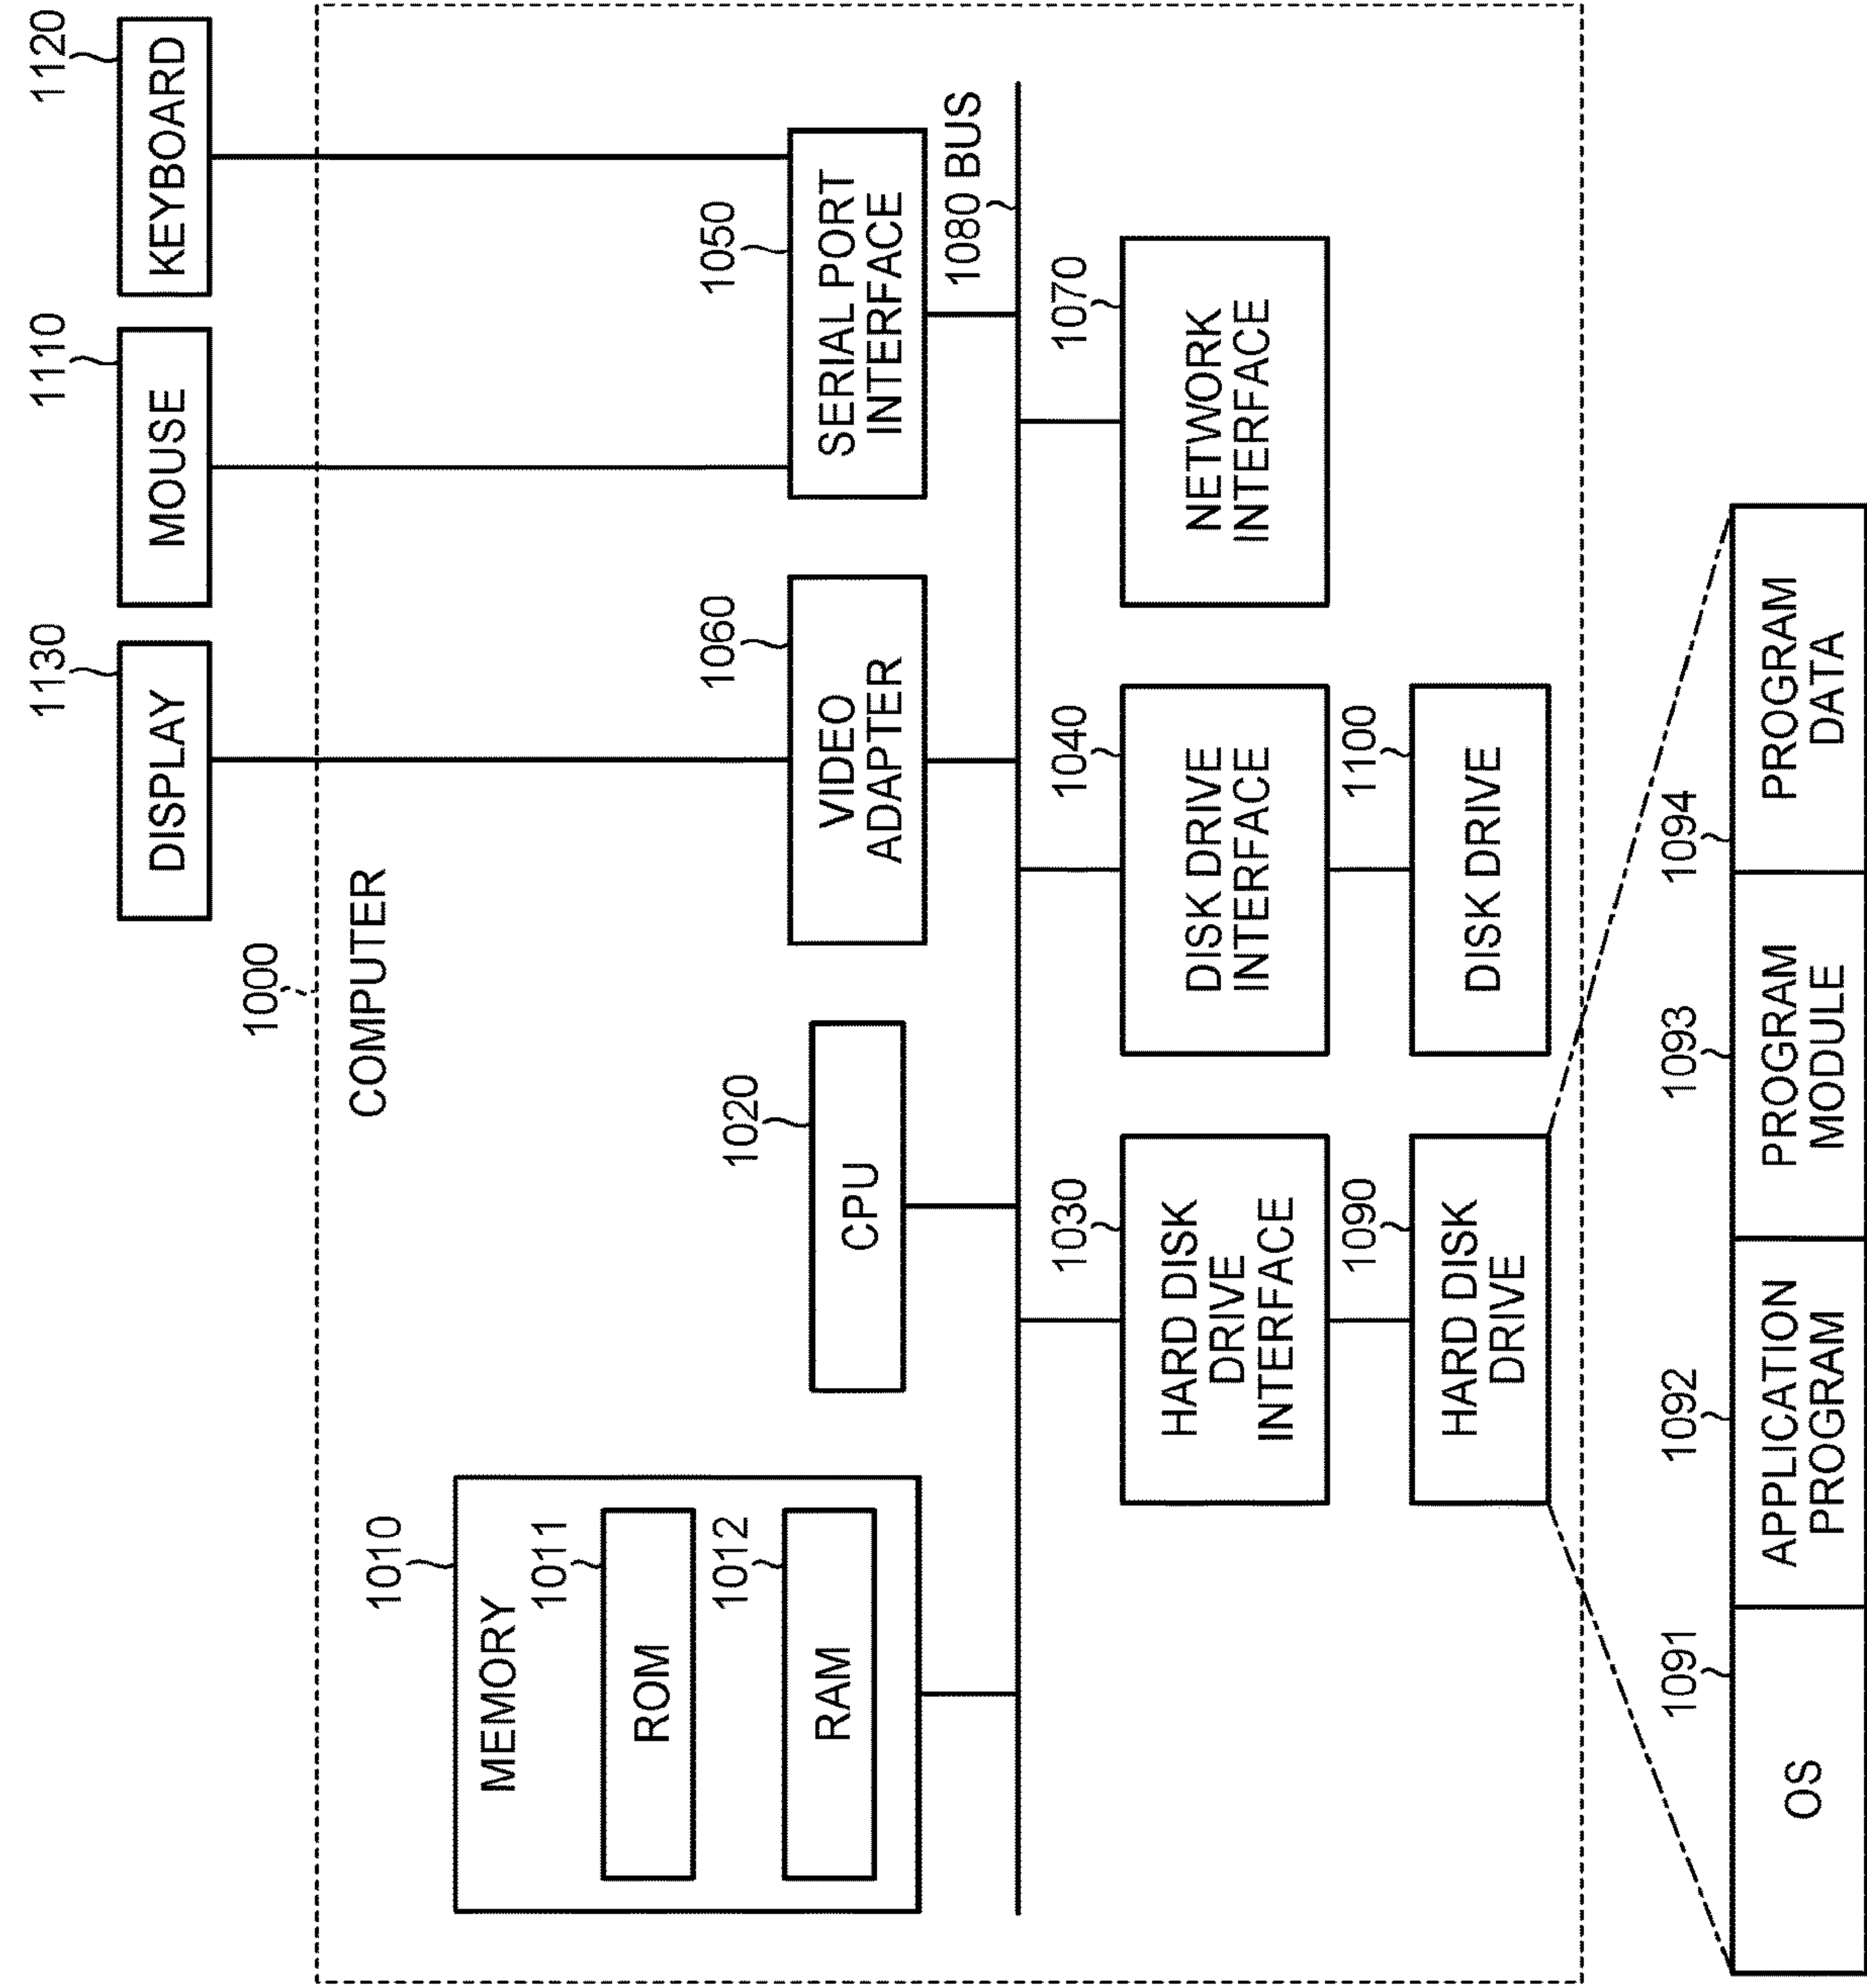 1000
COMPUTER
1010
MEMORY
1011
ROM
1012
RAM
1020
CPU
1130
DISPLAY
1110
MOUSE
1120
KEYBOARD
1060
VIDEO
ADAPTER
1050
SERIAL PORT
INTERFACE
1080 BUS
1030
HARD DISK
DRIVE
INTERFACE
1040
DISK DRIVE
INTERFACE
1070
NETWORK
INTERFACE
1090
HARD DISK
DRIVE
1100
DISK DRIVE
1091
OS
1092
APPLICATION
PROGRAM
1093
PROGRAM
MODULE
1094
PROGRAM
DATA